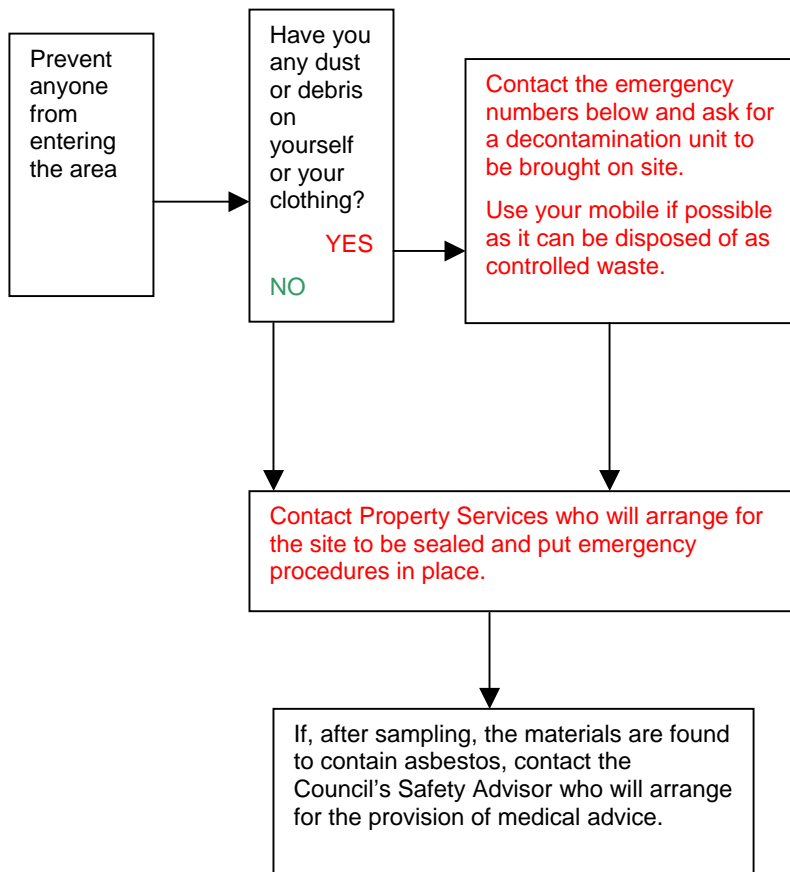 Prevent
anyone
from
entering
the area
Have you
any dust
or debris
on
yourself
or your
clothing?
YES
NO
Contact the emergency
numbers below and ask for
a decontamination unit to
be brought on site.
Use your mobile if possible
as it can be disposed of as
controlled waste.
Contact Property Services who will arrange for
the site to be sealed and put emergency
procedures in place.
If, after sampling, the materials are found
to contain asbestos, contact the
Council's Safety Advisor who will arrange
for the provision of medical advice.